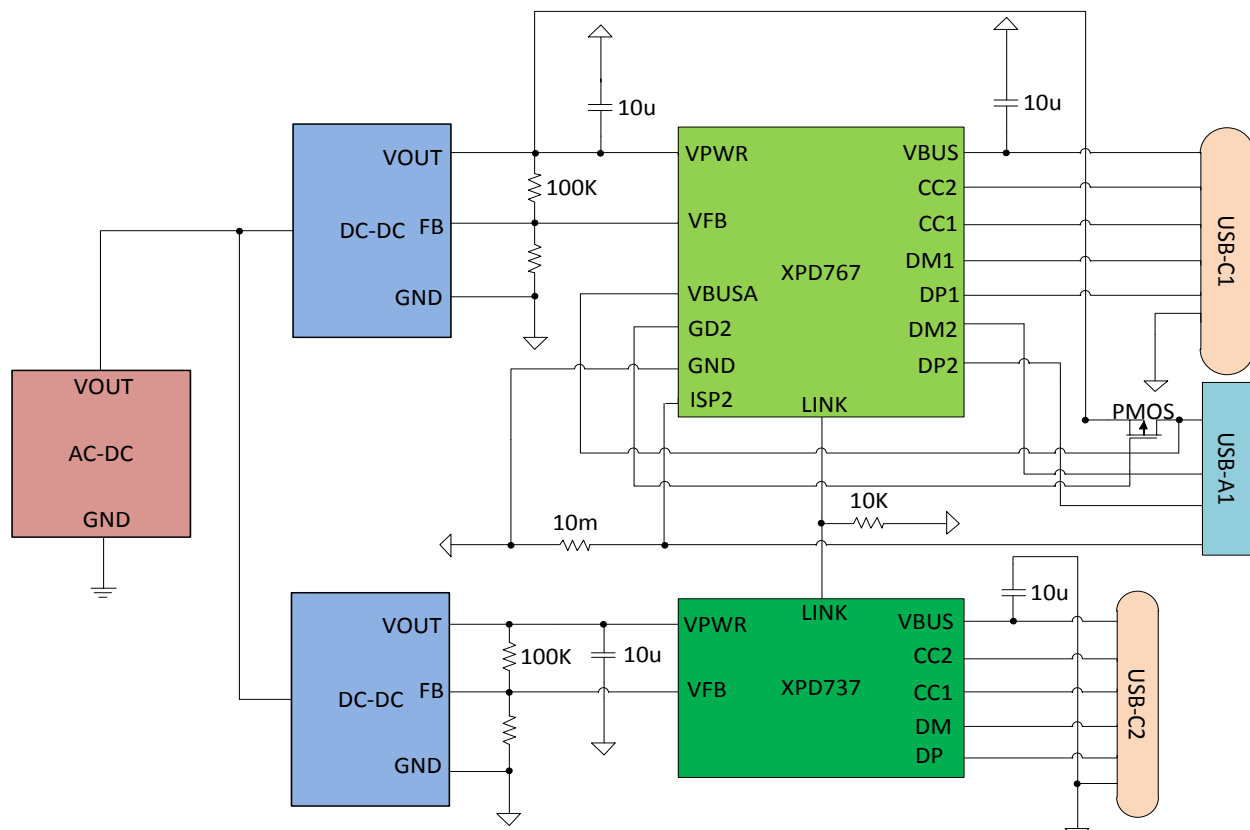 10u
10u
VOUT
100K
FB
DC-DC
GND
VPWR
VFB
VBUSA
GD2
GND
ISP2
XPD767
VBUS
CC2
CC1
DM1
DP1
DM2
DP2
LINK
USB-C1
PMOS
USB-A1
VOUT
AC-DC
GND
10m
10K
VOUT
100K
10u
FB
DC-DC
GND
LINK
VPWR
VFB
XPD737
VBUS
CC2
CC1
DM
DP
10u
USB-C2